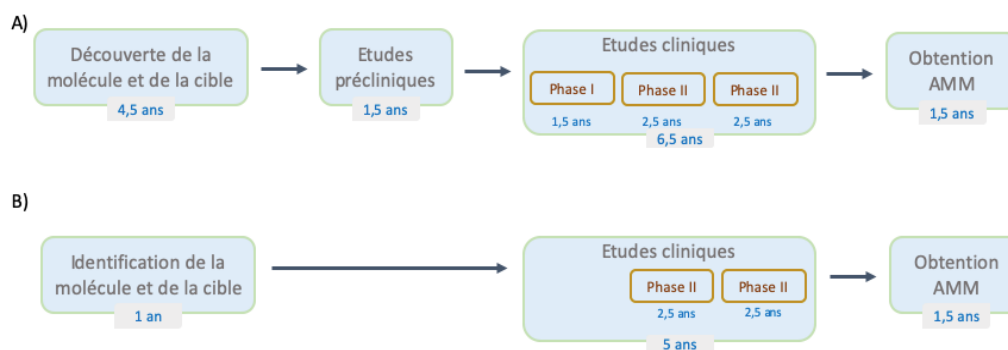 A)
Découverte de la
molécule et de la cible
4,5 ans
Etudes
précliniques
1,5 ans
Etudes cliniques
Phase I
Phase II
Phase II
1,5 ans
2,5 ans
2,5 ans
6,5 ans
Obtention
AMM
1,5 ans
B)
Identification de la
molécule et de la cible
1 an
Etudes cliniques
Phase II
Phase II
2,5 ans
2,5 ans
5 ans
Obtention
AMM
1,5 ans